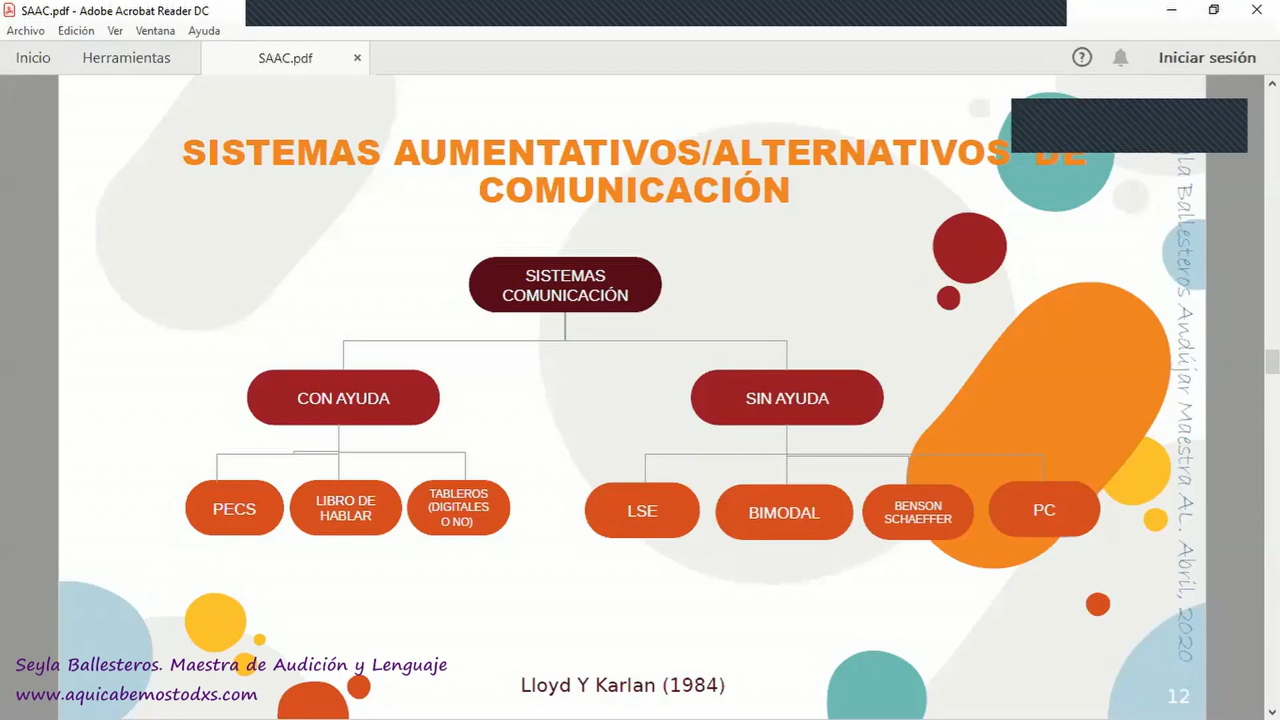 SAAC.pdf - Adobe Acrobat Reader DC
Archivo Edición Ver Ventana Ayuda
Inicio Herramientas SAAC.pdf × ? Iniciar sesión
SISTEMAS AUMENTATIVOS/ALTERNATIVOS DE
COMUNICACIÓN
SISTEMAS
COMUNICACIÓN
CON AYUDA
SIN AYUDA
PECS
LIBRO DE
HABLAR
TABLEROS
(DIGITALES
O NO)
LSE
BIMODAL
BENSON
SCHAEFFER
PC
Ballesteros Andújar Maestra AL. Abril, 2020
Seyla Ballesteros. Maestra de Audición y Lenguaje
www.aquicabemostodxs.com
Lloyd Y Karlan (1984)
12